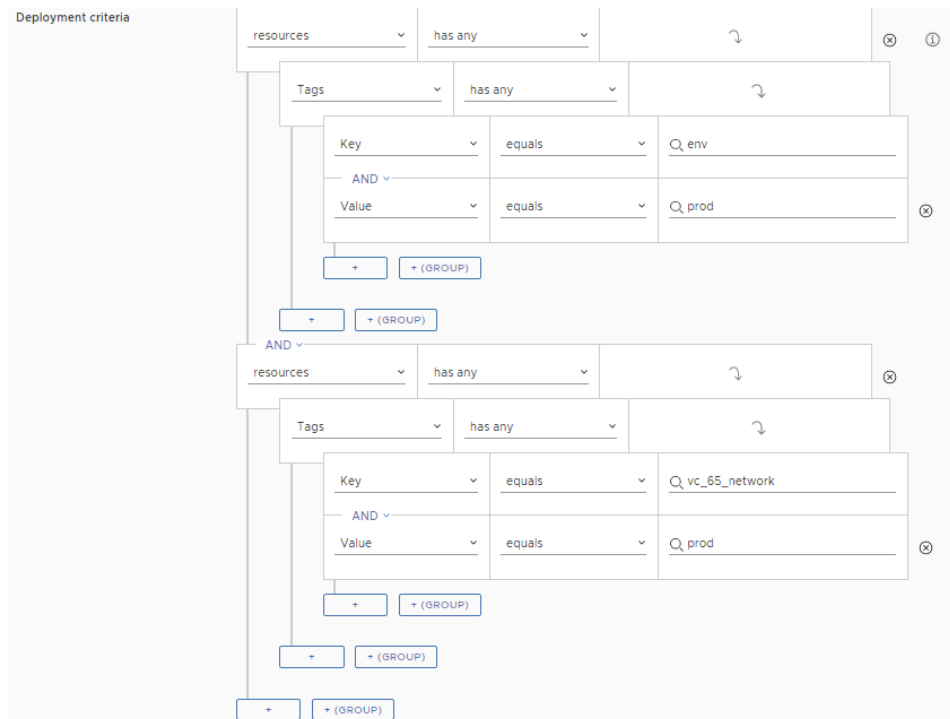 Deployment criteria
resources has any
Tags has any
Key equals env
AND
Value equals prod
+ + (GROUP)
+ + (GROUP)
AND
resources has any
Tags has any
Key equals vc_65_network
AND
Value equals prod
+ + (GROUP)
+ + (GROUP)
+ + (GROUP)